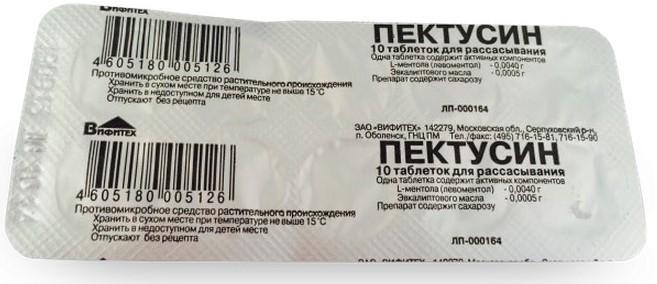 ВИФИТЕХ
4 605180 005126
Противомикробное средство растительного происхождения
Хранить в сухом месте при температуре не выше 15°С
Хранить в недоступном для детей месте
Отпускают без рецепта
ПЕКТУСИН
10 таблеток для рассасывания
Одна таблетка содержит активных компонентов
L-ментола (левоментол) - 0,0040 г
Эвкалиптового масла - 0,0005 г
Препарат содержит сахарозу
ЛП-000164
ЗАО «ВИФИТЕХ» 142279, Московская обл., Серпуховский р-н,
п. Оболенск, ГНЦ ПМ Тел./факс: (495) 716-15-81, 716-15-90
ВИФИТЕХ
4 605180 005126
Противомикробное средство растительного происхождения
Хранить в сухом месте при температуре не выше 15°С
Хранить в недоступном для детей месте
Отпускают без рецепта
ПЕКТУСИН
10 таблеток для рассасывания
Одна таблетка содержит активных компонентов
L-ментола (левоментол) - 0,0040 г
Эвкалиптового масла - 0,0005 г
Препарат содержит сахарозу
ЛП-000164